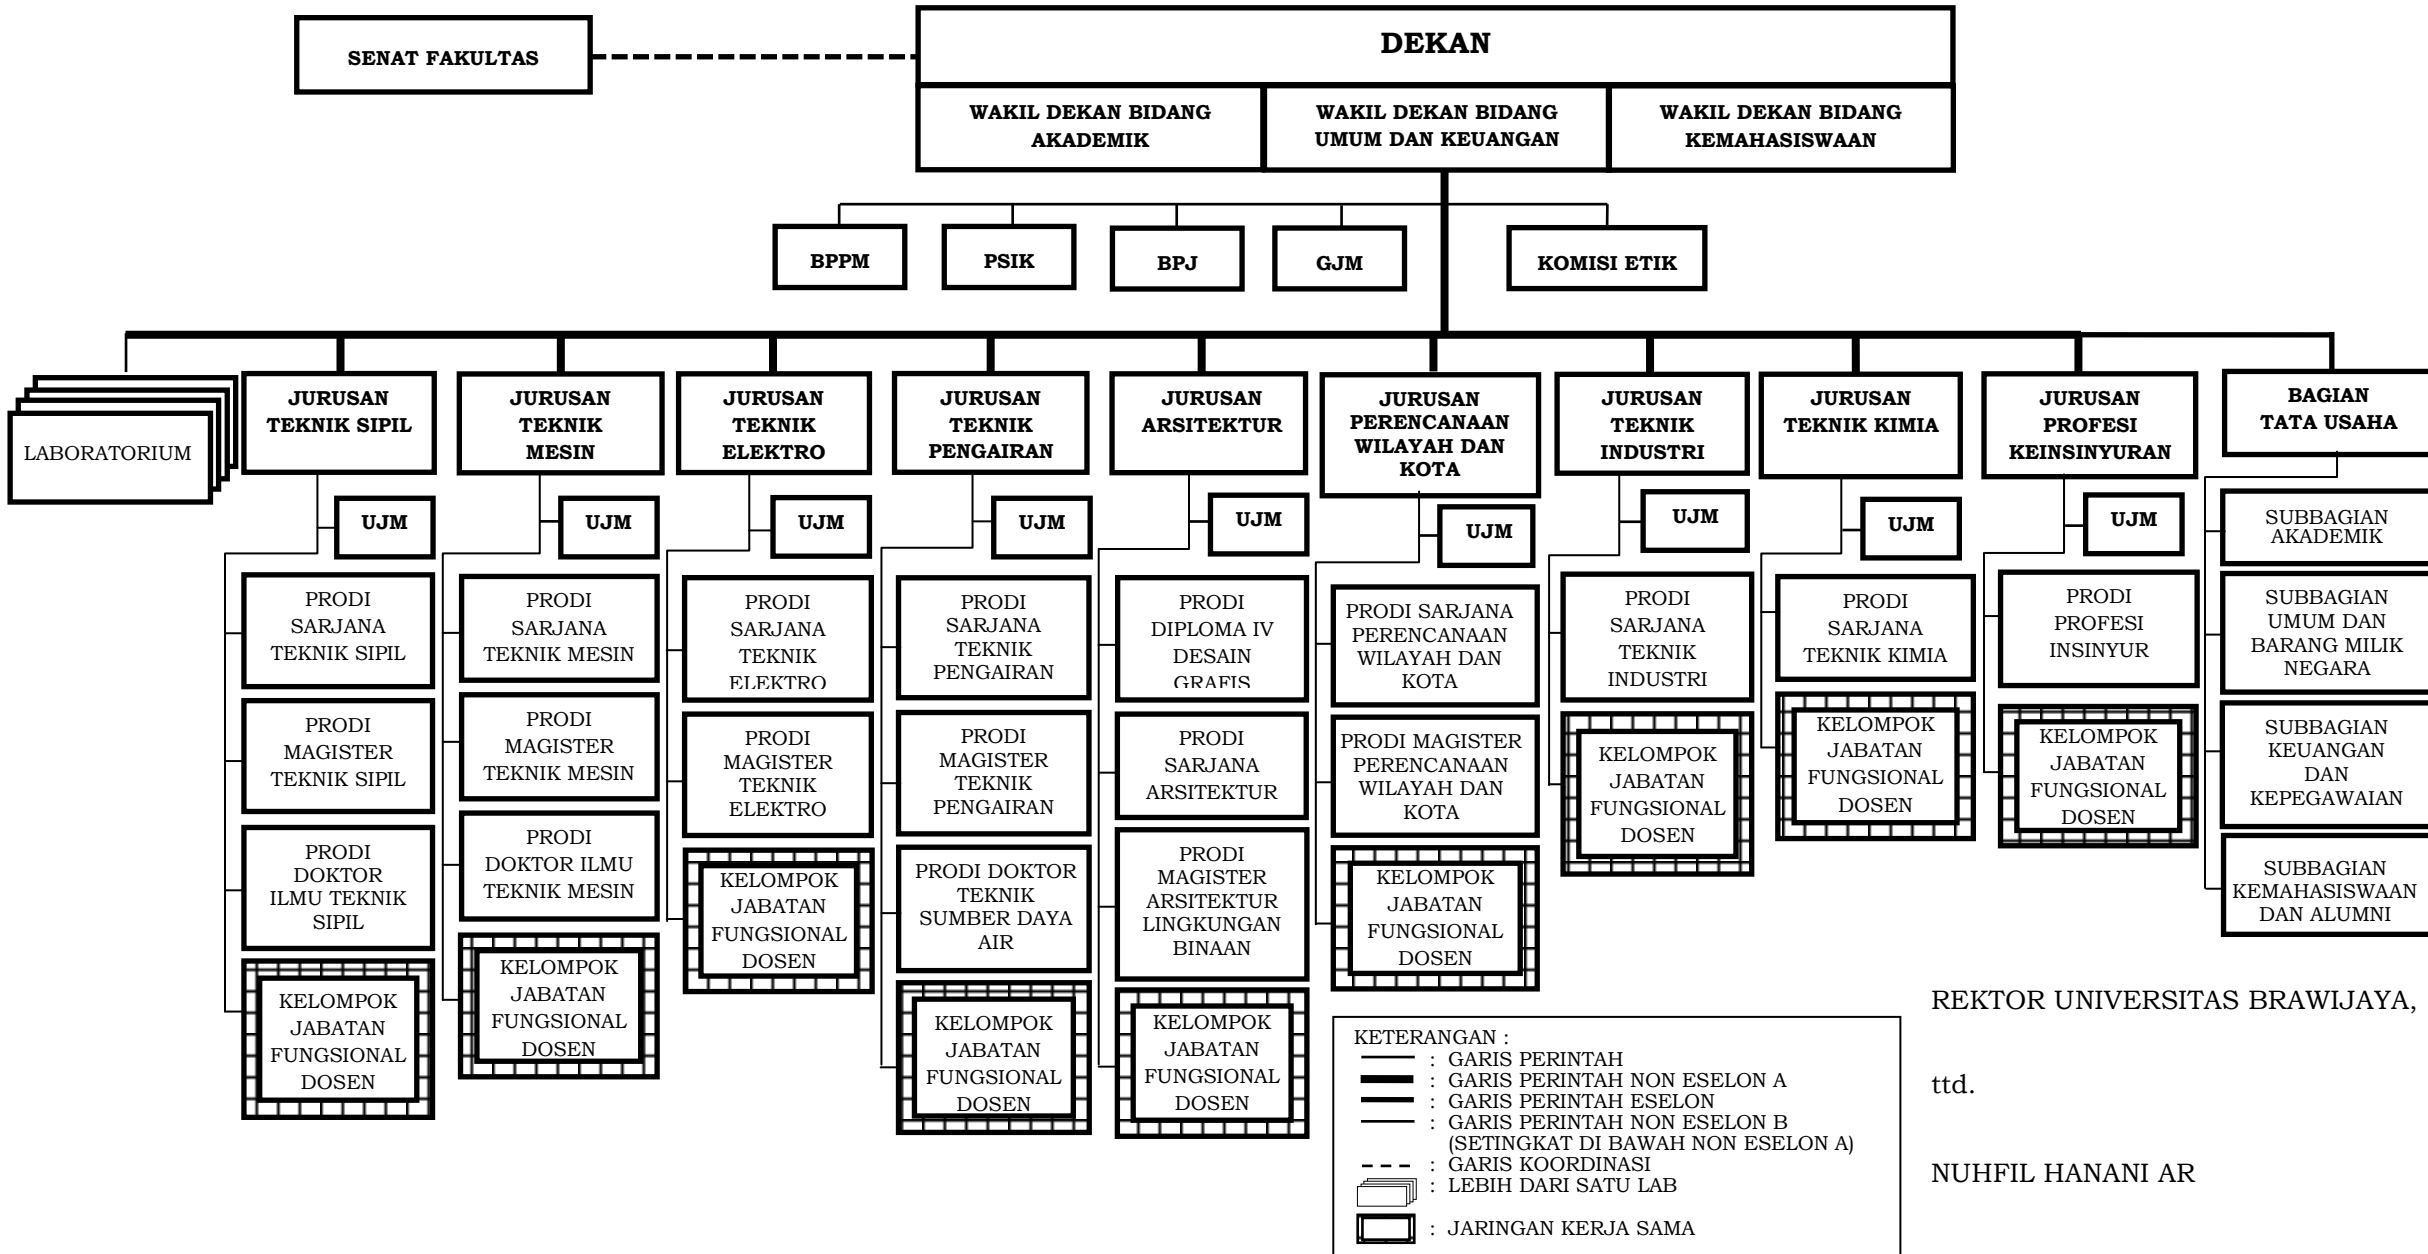 SENAT FAKULTAS
DEKAN
WAKIL DEKAN BIDANG
AKADEMIK
WAKIL DEKAN BIDANG
UMUM DAN KEUANGAN
WAKIL DEKAN BIDANG
KEMAHASISWAAN
BPPM
PSIK
BPJ
GJM
KOMISI ETIK
LABORATORIUM
JURUSAN
TEKNIK SIPIL
JURUSAN
TEKNIK
MESIN
JURUSAN
TEKNIK
ELEKTRO
JURUSAN
TEKNIK
PENGAIRAN
JURUSAN
ARSITEKTUR
JURUSAN
PERENCANAAN
WILAYAH DAN
KOTA
JURUSAN
TEKNIK
INDUSTRI
JURUSAN
TEKNIK KIMIA
JURUSAN
PROFESI
KEINSINYURAN
BAGIAN
TATA USAHA
UJM
UJM
UJM
UJM
UJM
UJM
UJM
UJM
UJM
PRODI
SARJANA
TEKNIK SIPIL
PRODI
MAGISTER
TEKNIK SIPIL
PRODI
DOKTOR
ILMU TEKNIK
SIPIL
KELOMPOK
JABATAN
FUNGSIONAL
DOSEN
PRODI
SARJANA
TEKNIK MESIN
PRODI
MAGISTER
TEKNIK MESIN
PRODI
DOKTOR ILMU
TEKNIK MESIN
KELOMPOK
JABATAN
FUNGSIONAL
DOSEN
PRODI
SARJANA
TEKNIK
ELEKTRO
PRODI
MAGISTER
TEKNIK
ELEKTRO
KELOMPOK
JABATAN
FUNGSIONAL
DOSEN
PRODI
SARJANA
TEKNIK
PENGAIRAN
PRODI
MAGISTER
TEKNIK
PENGAIRAN
PRODI DOKTOR
TEKNIK
SUMBER DAYA
AIR
KELOMPOK
JABATAN
FUNGSIONAL
DOSEN
PRODI
DIPLOMA IV
DESAIN
GRAFIS
PRODI
SARJANA
ARSITEKTUR
PRODI
MAGISTER
ARSITEKTUR
LINGKUNGAN
BINAAN
KELOMPOK
JABATAN
FUNGSIONAL
DOSEN
PRODI SARJANA
PERENCANAAN
WILAYAH DAN
KOTA
PRODI MAGISTER
PERENCANAAN
WILAYAH DAN
KOTA
KELOMPOK
JABATAN
FUNGSIONAL
DOSEN
PRODI
SARJANA
TEKNIK
INDUSTRI
KELOMPOK
JABATAN
FUNGSIONAL
DOSEN
PRODI
SARJANA
TEKNIK KIMIA
KELOMPOK
JABATAN
FUNGSIONAL
DOSEN
PRODI
PROFESI
INSINYUR
KELOMPOK
JABATAN
FUNGSIONAL
DOSEN
SUBBAGIAN
AKADEMIK
SUBBAGIAN
UMUM DAN
BARANG MILIK
NEGARA
SUBBAGIAN
KEUANGAN
DAN
KEPEGAWAIAN
SUBBAGIAN
KEMAHASISWAAN
DAN ALUMNI
KETERANGAN :
: GARIS PERINTAH
: GARIS PERINTAH NON ESELON A
: GARIS PERINTAH ESELON
: GARIS PERINTAH NON ESELON B
(SETINGKAT DI BAWAH NON ESELON A)
: GARIS KOORDINASI
: LEBIH DARI SATU LAB
: JARINGAN KERJA SAMA
REKTOR UNIVERSITAS BRAWIJAYA,
ttd.
NUHFIL HANANI AR